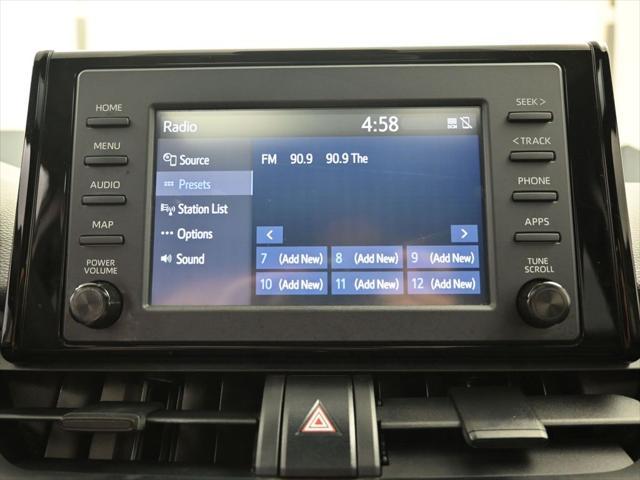 HOME
MENU
AUDIO
MAP
POWER
VOLUME
Radio 4:58
Source
Presets
Station List
Options
Sound
FM 90.9 90.9 The
< >
7 (Add New) 8 (Add New) 9 (Add New)
10 (Add New) 11 (Add New) 12 (Add New)
SEEK >
< TRACK
PHONE
APPS
TUNE
SCROLL